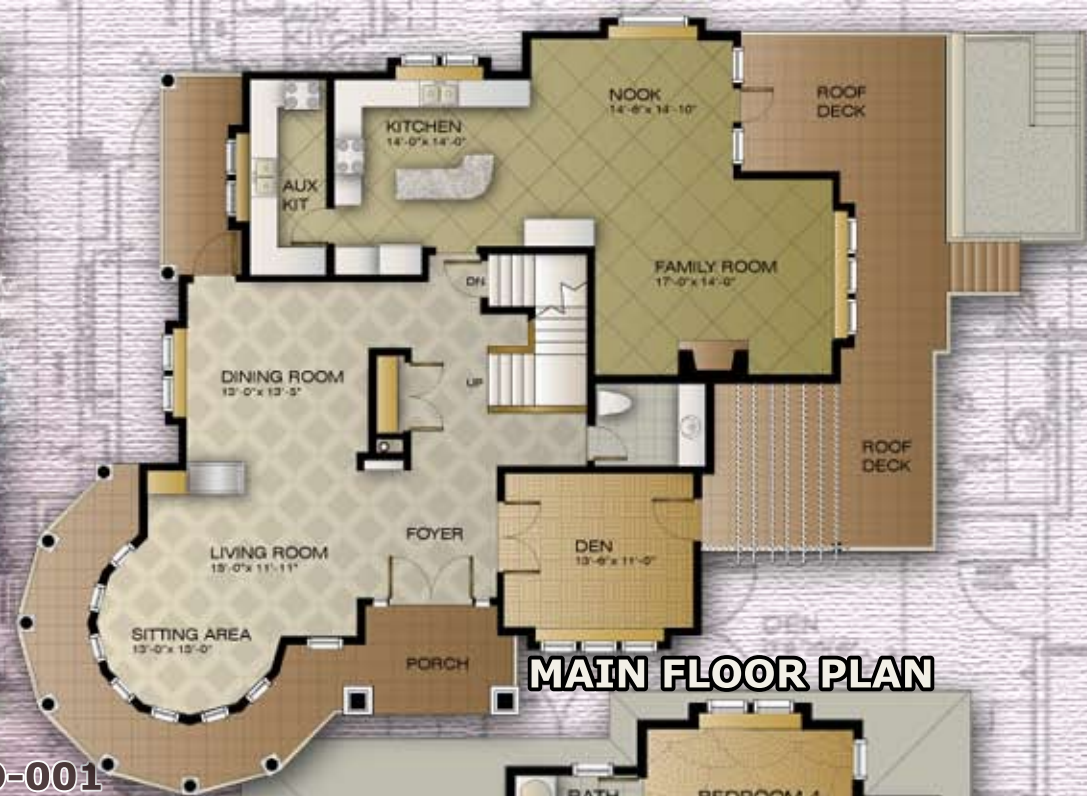 NOOK
14'-6"x 14'-10"
ROOF
DECK
KITCHEN
14'-0"x 14'-0"
AUX
KIT
FAMILY ROOM
17'-0"x 14'-0"
DN
UP
DINING ROOM
13'-0"x 13'-5"
ROOF
DECK
FOYER
DEN
13'-6"x 11'-0"
LIVING ROOM
15'-0"x 11'-11"
SITTING AREA
13'-0"x 15'-0"
PORCH
MAIN FLOOR PLAN
-001
BATH
BEDROOM 4